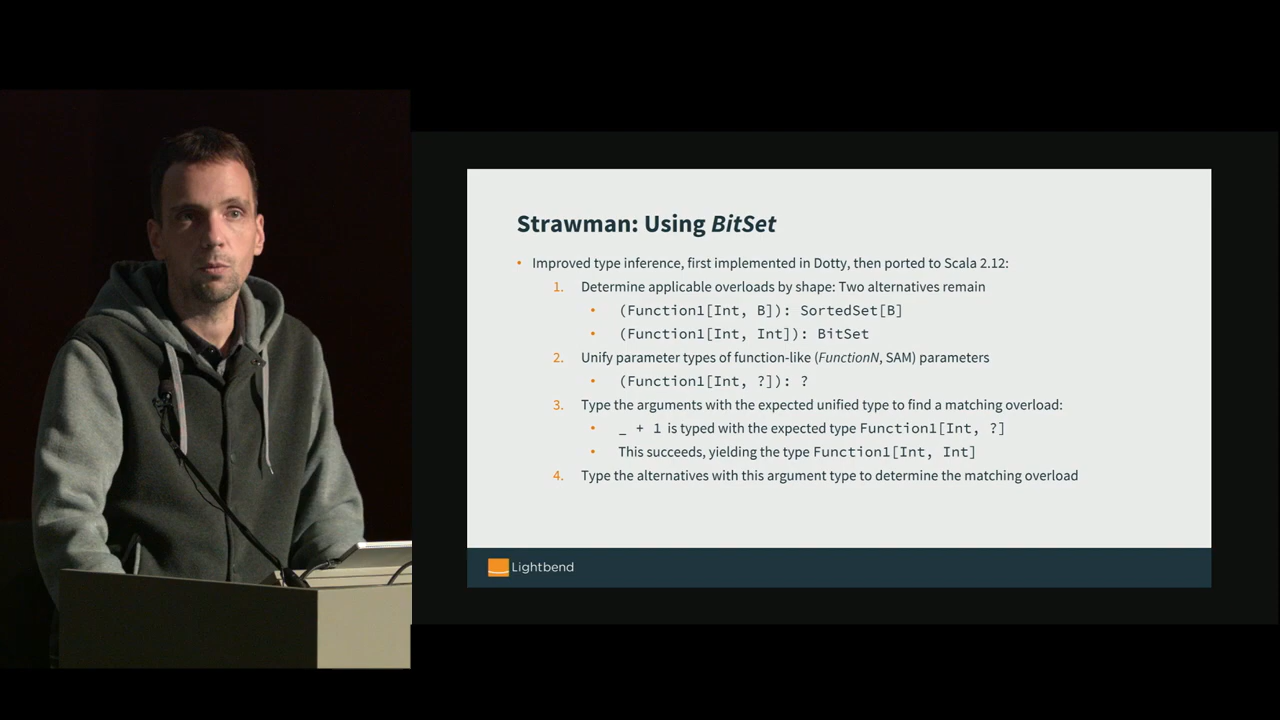 Strawman: Using BitSet
• Improved type inference, first implemented in Dotty, then ported to Scala 2.12:
1. Determine applicable overloads by shape: Two alternatives remain
• (Function1[Int, B]): SortedSet[B]
• (Function1[Int, Int]): BitSet
2. Unify parameter types of function-like (FunctionN, SAM) parameters
• (Function1[Int, ?]): ?
3. Type the arguments with the expected unified type to find a matching overload:
• _ + 1 is typed with the expected type Function1[Int, ?]
• This succeeds, yielding the type Function1[Int, Int]
4. Type the alternatives with this argument type to determine the matching overload
Lightbend